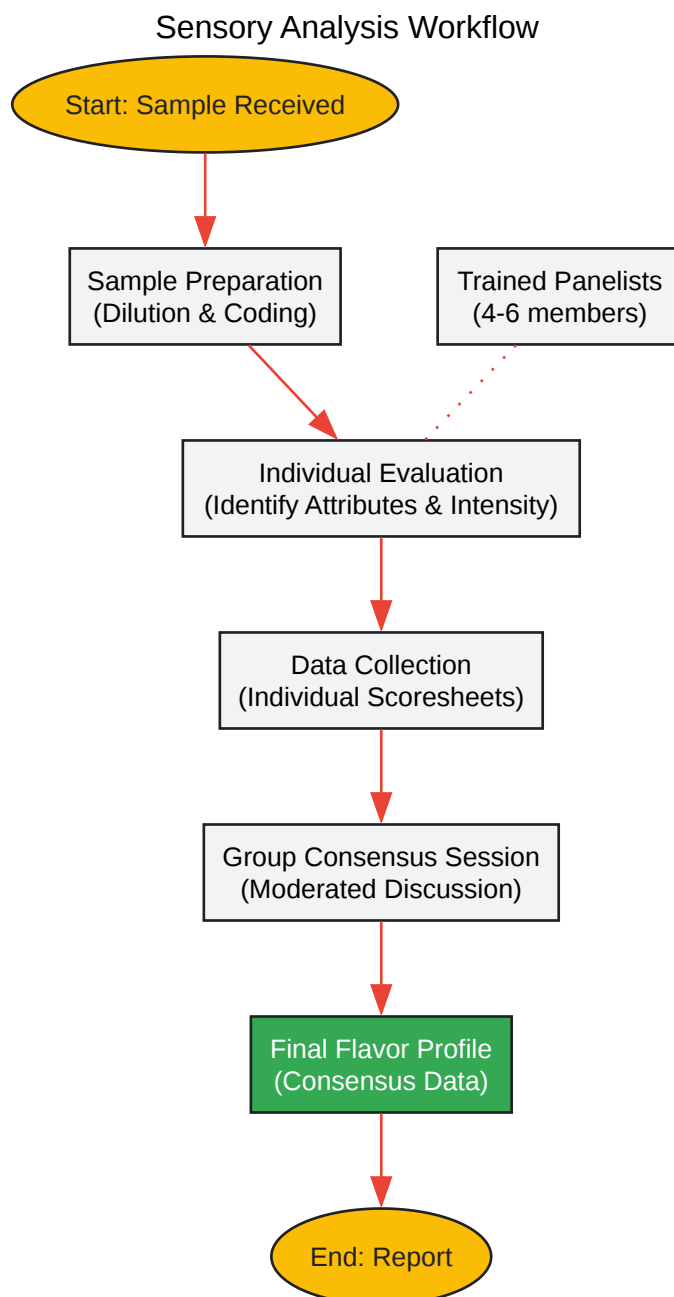 Sensory Analysis Workflow
Start: Sample Received
Sample Preparation
(Dilution & Coding)
Trained Panelists
(4-6 members)
Individual Evaluation
(Identify Attributes & Intensity)
Data Collection
(Individual Scoresheets)
Group Consensus Session
(Moderated Discussion)
Final Flavor Profile
(Consensus Data)
End: Report